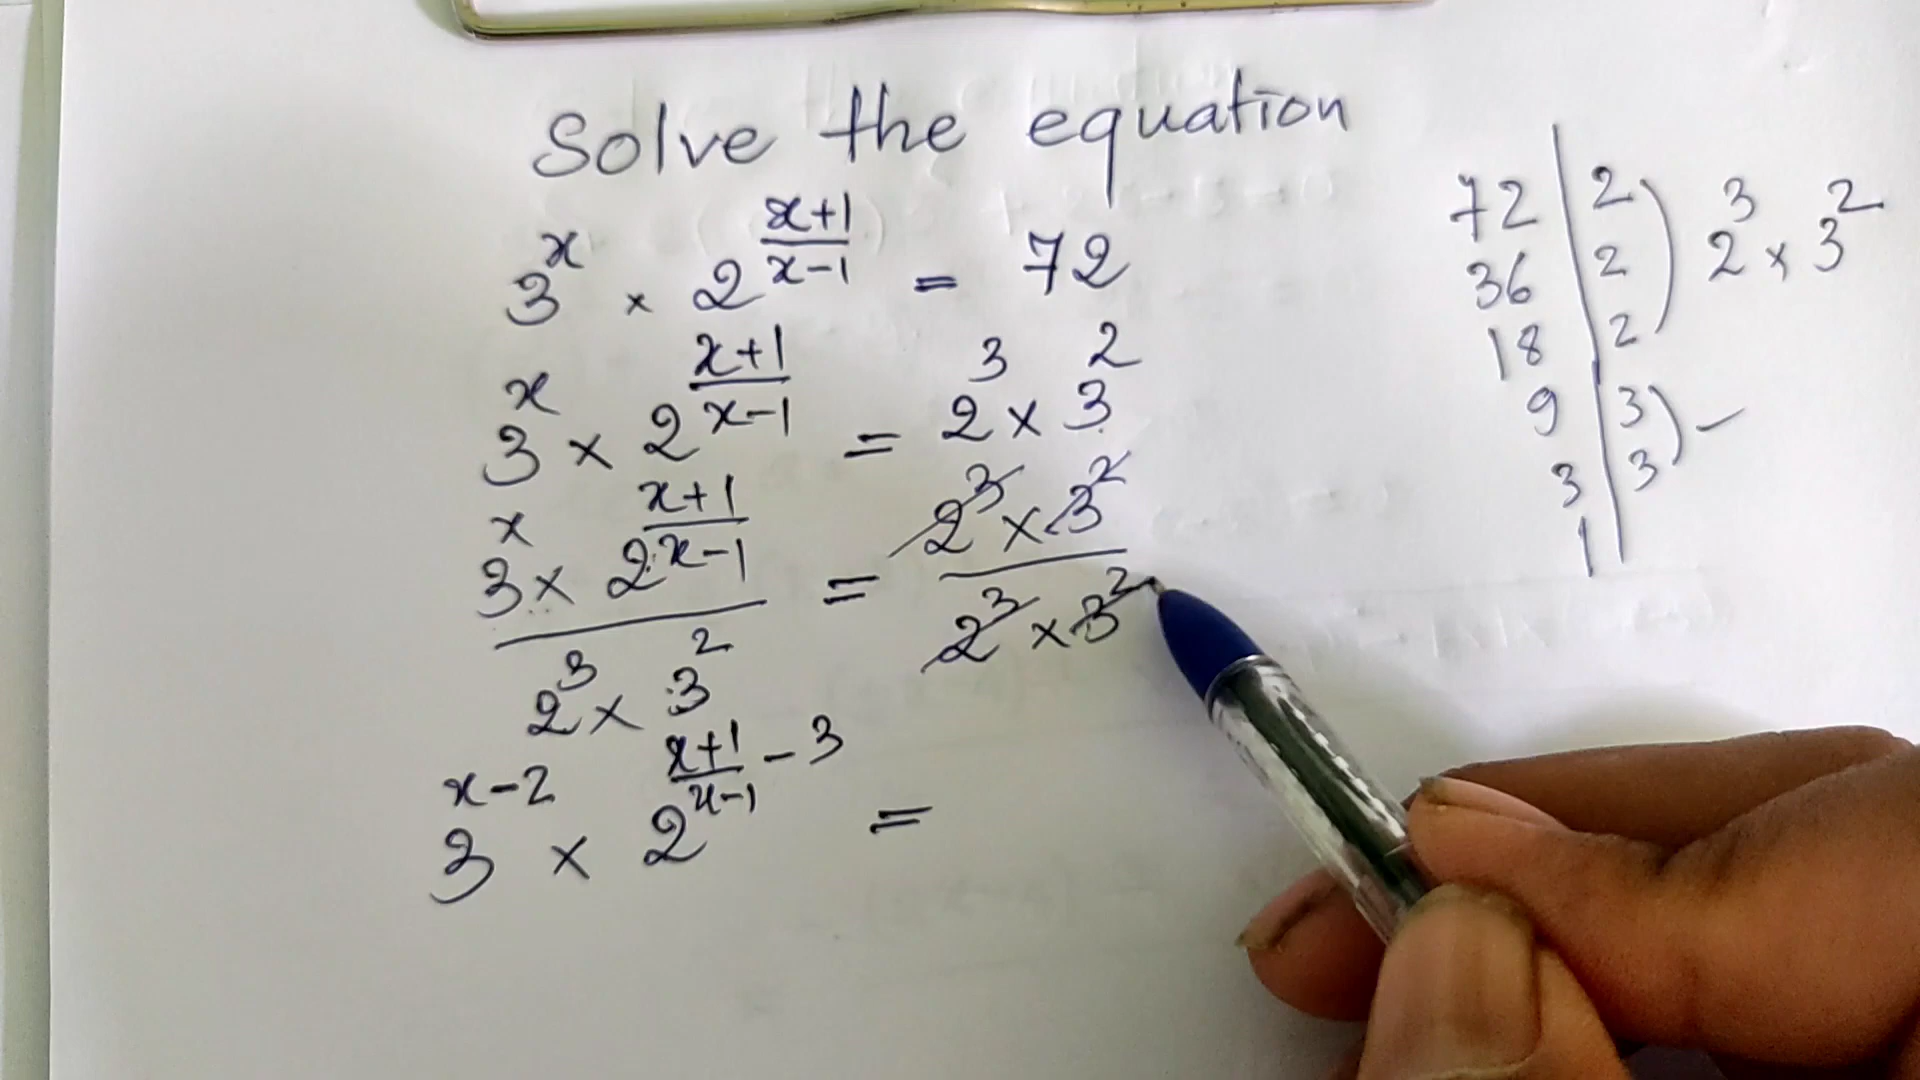 Solve the equation
3^x × 2^((x+1)/(x-1)) = 72
3^x × 2^((x+1)/(x-1)) = 2^3 × 3^2
(3^x × 2^((x+1)/(x-1)))/(2^3 × 3^2) = (2^3 × 3^2)/(2^3 × 3^2)
3^(x-2) × 2^((x+1)/(x-1) - 3) =
72 | 2 ) 2^3 × 3^2
36 | 2
18 | 2
9 | 3 ) -
3 | 3
1 |